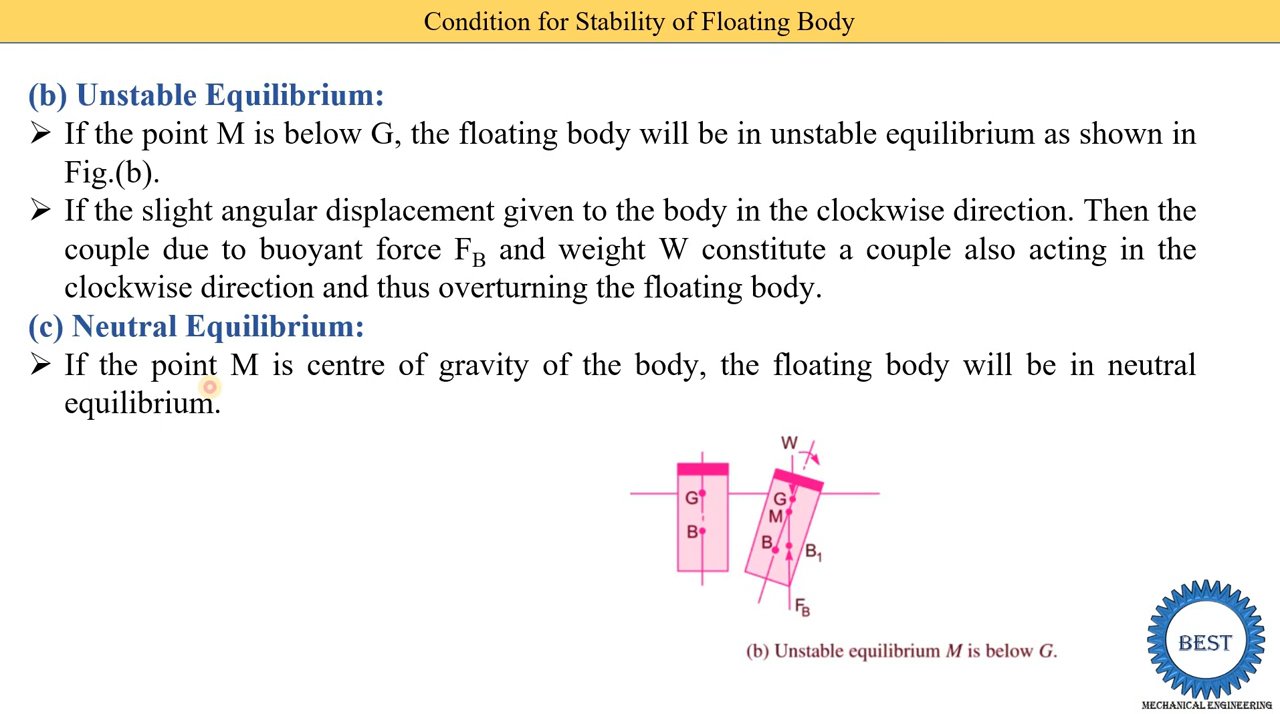 Condition for Stability of Floating Body
(b) Unstable Equilibrium:
➢ If the point M is below G, the floating body will be in unstable equilibrium as shown in
Fig.(b).
➢ If the slight angular displacement given to the body in the clockwise direction. Then the
couple due to buoyant force F_B and weight W constitute a couple also acting in the
clockwise direction and thus overturning the floating body.
(c) Neutral Equilibrium:
➢ If the point M is centre of gravity of the body, the floating body will be in neutral
equilibrium.
W
G
G
M
B
B
B₁
F_B
(b) Unstable equilibrium M is below G.
BEST
MECHANICAL ENGINEERING